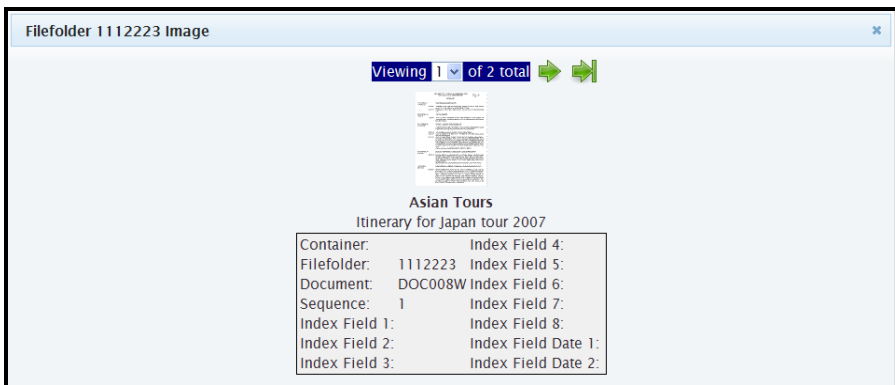 Filefolder 1112223 Image
Viewing 1 of 2 total
Asian Tours
Itinerary for Japan tour 2007
Container: Index Field 4:
Filefolder: 1112223 Index Field 5:
Document: DOC008W Index Field 6:
Sequence: 1 Index Field 7:
Index Field 1: Index Field 8:
Index Field 2: Index Field Date 1:
Index Field 3: Index Field Date 2: